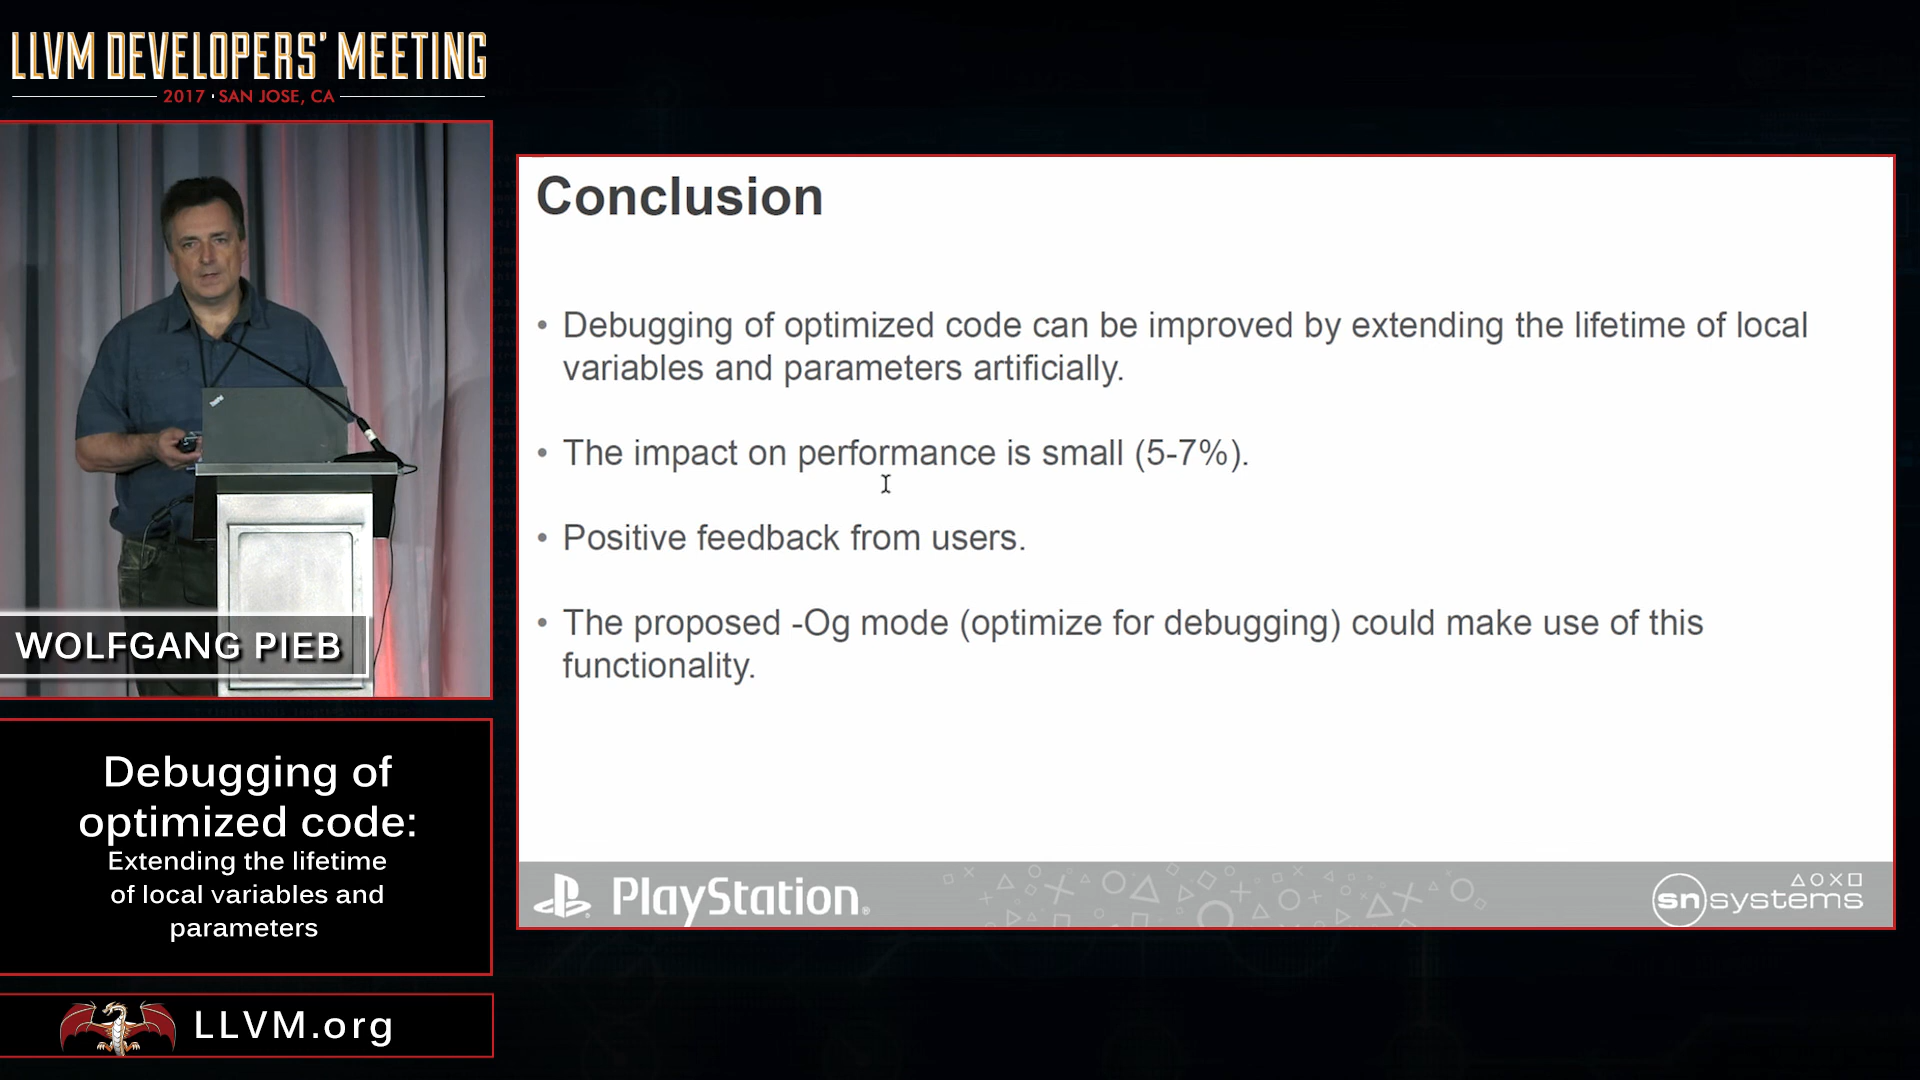 LLVM DEVELOPERS' MEETING
2017 · SAN JOSE, CA
WOLFGANG PIEB
Debugging of
optimized code:
Extending the lifetime
of local variables and
parameters
LLVM.org
Conclusion
• Debugging of optimized code can be improved by extending the lifetime of local
variables and parameters artificially.
• The impact on performance is small (5-7%).
• Positive feedback from users.
• The proposed -Og mode (optimize for debugging) could make use of this
functionality.
PlayStation®
sn systems